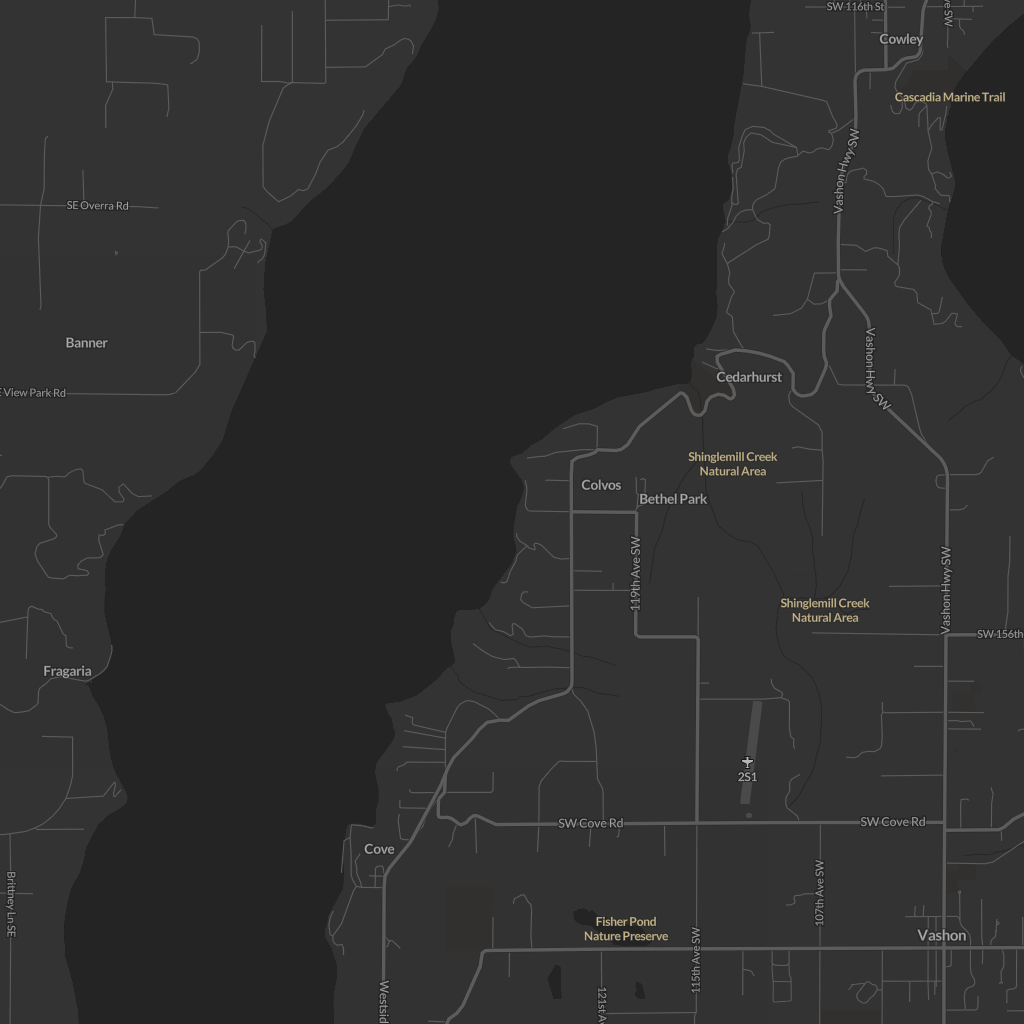 SW 116th St
Cowley
Cascadia Marine Trail
Vashon Hwy SW
SE Overra Rd
Banner
Vashon Hwy SW
Cedarhurst
View Park Rd
Shinglemill Creek
Natural Area
Colvos
Bethel Park
119th Ave SW
Vashon Hwy SW
Shinglemill Creek
Natural Area
SW 156th
Fragaria
2S1
SW Cove Rd
SW Cove Rd
Cove
Brittney Ln SE
107th Ave SW
Fisher Pond
Nature Preserve
Vashon
115th Ave SW
Westsid
121st